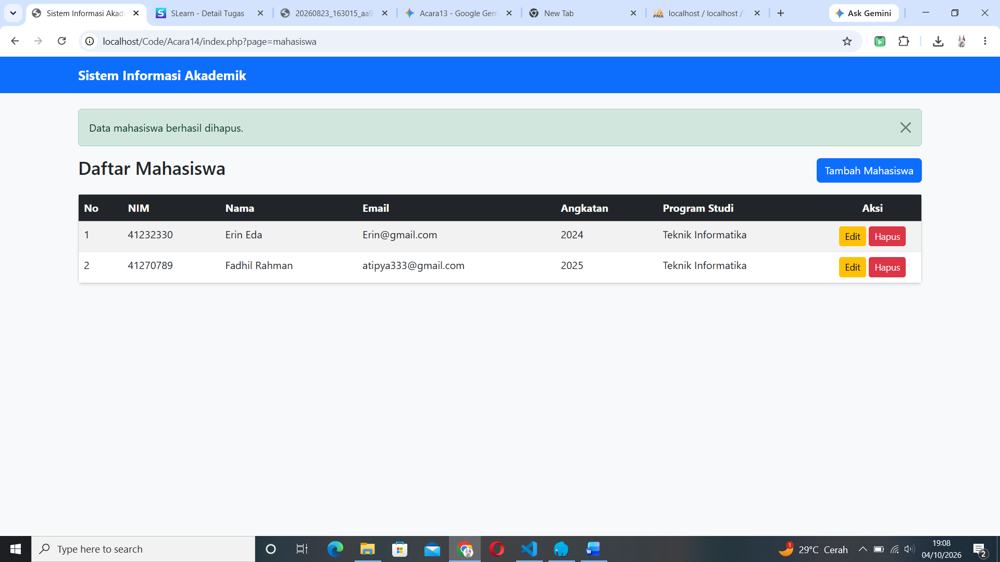 Sistem Informasi Akad
SLearn - Detail Tugas
20260823_163015_aa9
Acara13 - Google Gem
New Tab
localhost / localhost /
Ask Gemini
localhost/Code/Acara14/index.php?page=mahasiswa
Sistem Informasi Akademik
Data mahasiswa berhasil dihapus.
Daftar Mahasiswa
Tambah Mahasiswa
No NIM Nama Email Angkatan Program Studi Aksi
1 41232330 Erin Eda Erin@gmail.com 2024 Teknik Informatika Edit Hapus
2 41270789 Fadhil Rahman atipya333@gmail.com 2025 Teknik Informatika Edit Hapus
Type here to search
1
29°C Cerah
19:08
04/10/2026
2